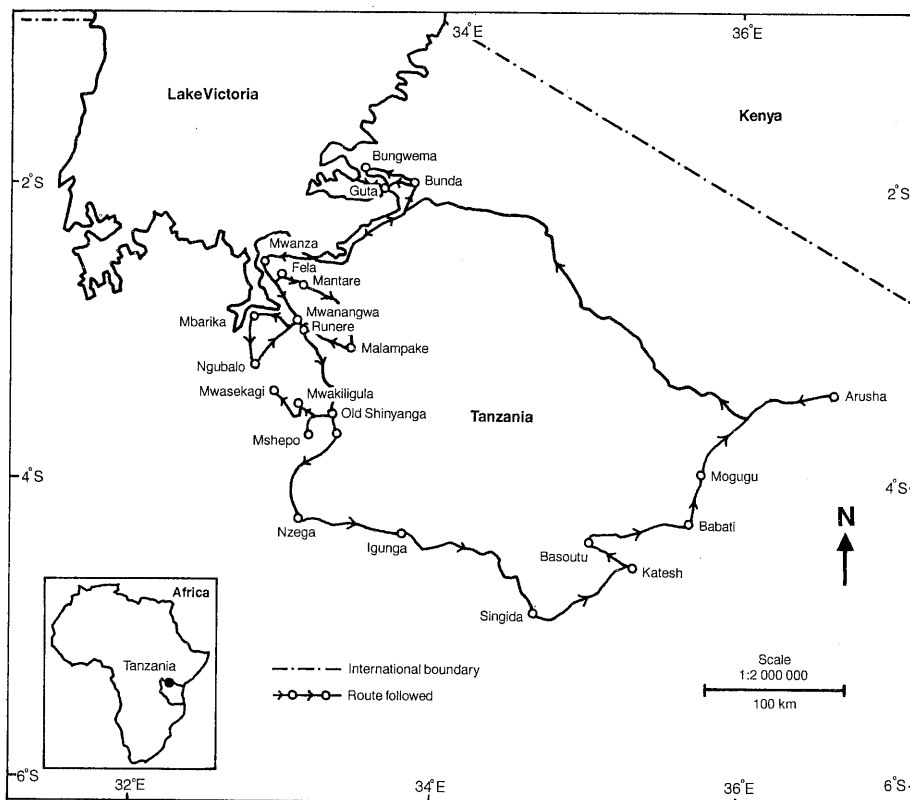 34°E
36°E
Lake Victoria
Kenya
Bungwema
2°S
Bunda
2°S
Guta
Mwanza
Fela
Mantare
Mwanangwa
Mbarika
Runere
Malampake
Ngubalo
Mwasekagi
Mwakiligula
Arusha
Old Shinyanga
Tanzania
Mshepo
4°S
Mogugu
4°S
N
Nzega
Babati
Igunga
Basoutu
Katesh
Africa
Singida
Tanzania
International boundary
Scale
1:2 000 000
Route followed
100 km
6°S
32°E
34°E
36°E
6°S